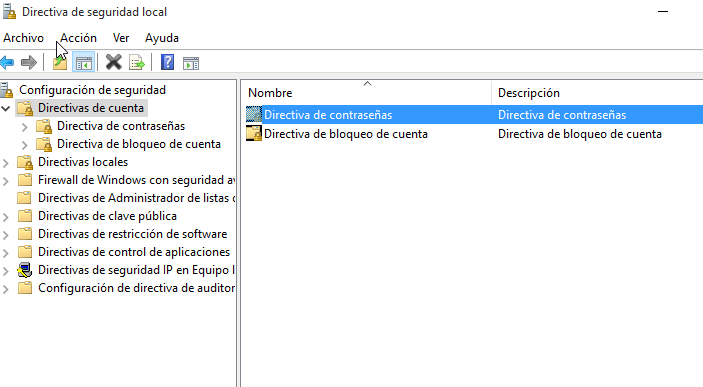 Directiva de seguridad local
Archivo Acción Ver Ayuda
Configuración de seguridad
Directivas de cuenta
Directiva de contraseñas
Directiva de bloqueo de cuenta
Directivas locales
Firewall de Windows con seguridad av
Directivas de Administrador de listas d
Directivas de clave pública
Directivas de restricción de software
Directivas de control de aplicaciones
Directivas de seguridad IP en Equipo l
Configuración de directiva de auditor
Nombre Descripción
Directiva de contraseñas Directiva de contraseñas
Directiva de bloqueo de cuenta Directiva de bloqueo de cuenta